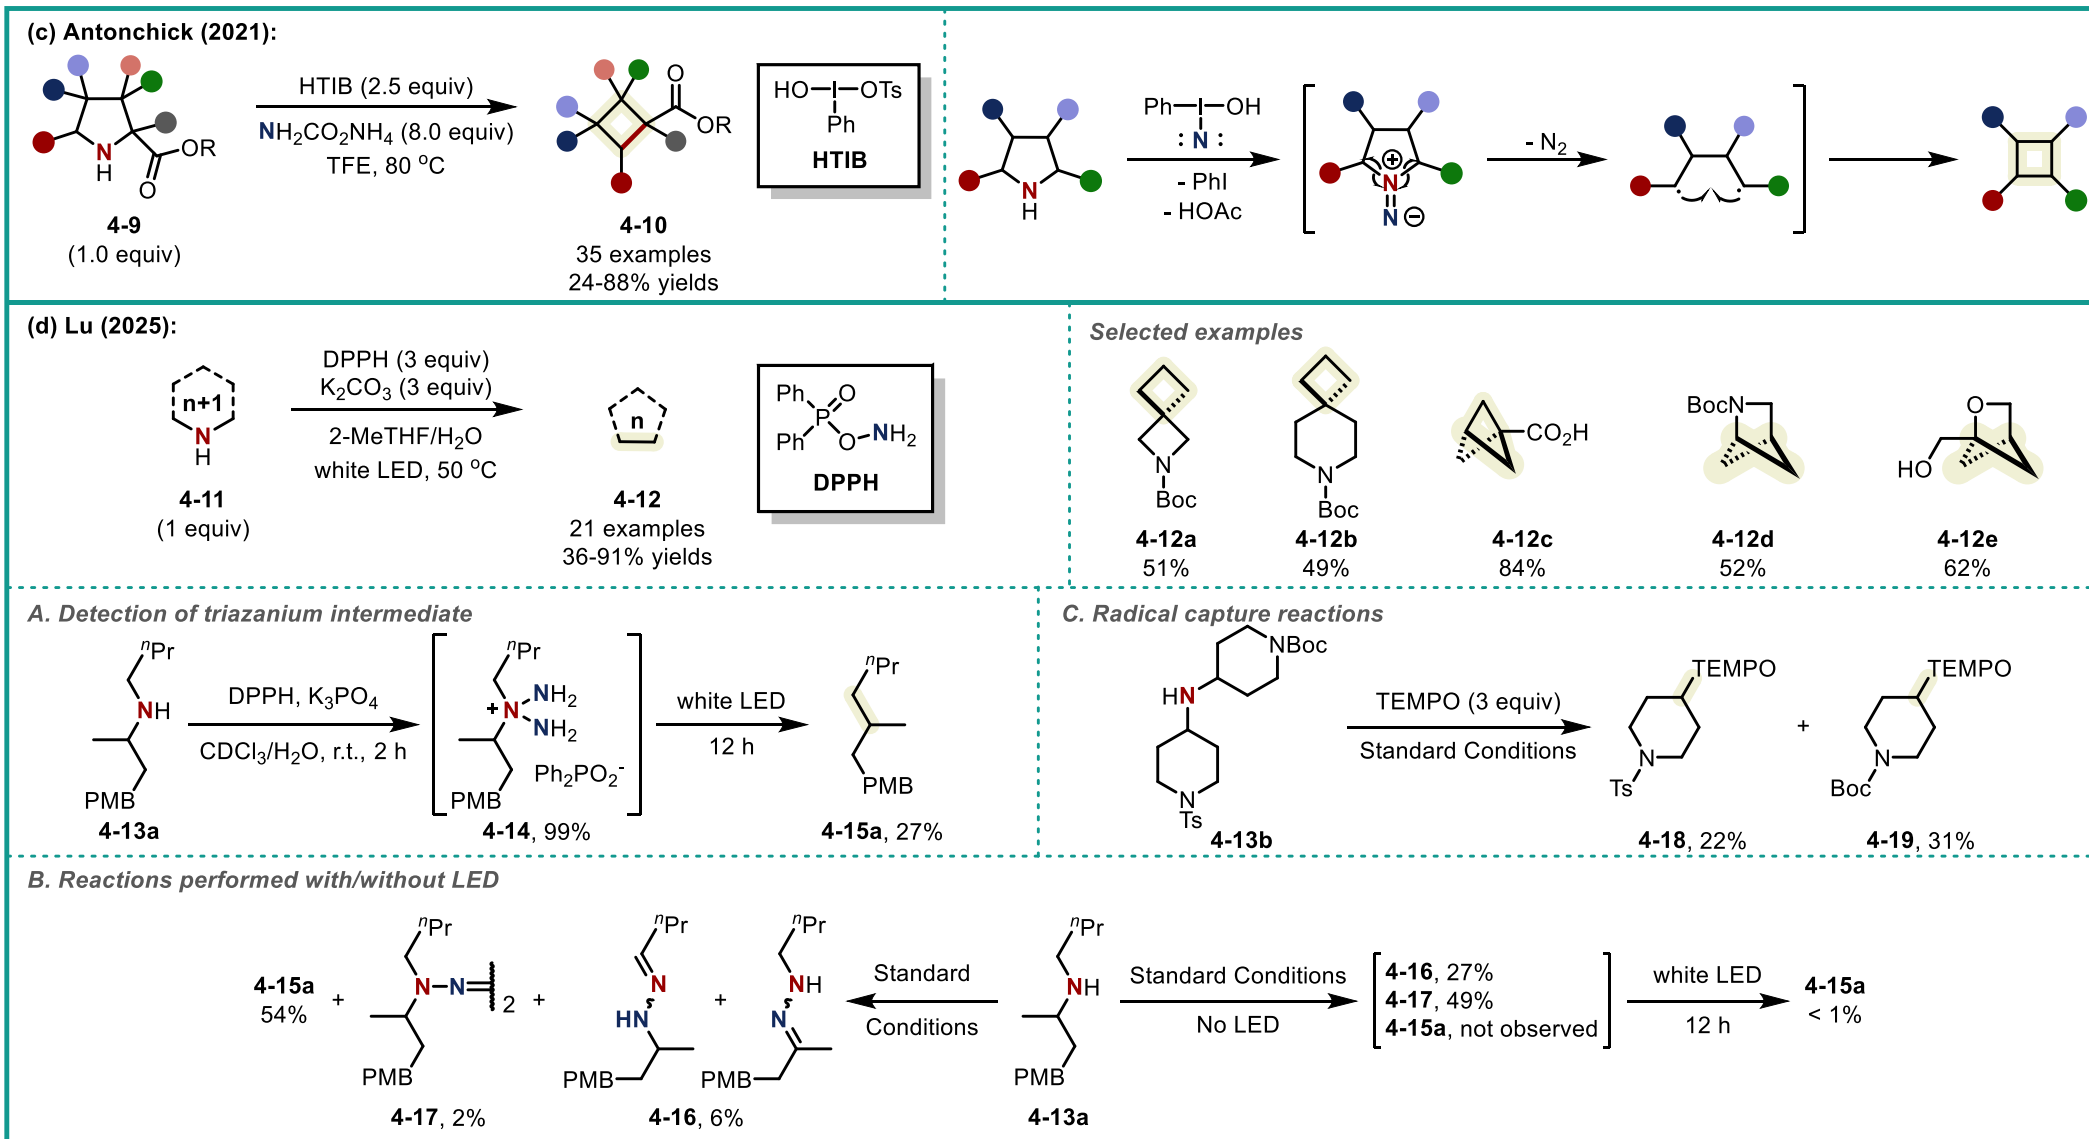 (c) Antonchick (2021):
N
H
O
OR
4-9
(1.0 equiv)
HTIB (2.5 equiv)
NH2CO2NH4 (8.0 equiv)
TFE, 80 oC
O
OR
4-10
35 examples
24-88% yields
HO I OTs
Ph
HTIB
N
H
Ph I OH
: N :
- PhI
- HOAc
+
N
N −
- N2
(d) Lu (2025):
n+1
N
H
4-11
(1 equiv)
DPPH (3 equiv)
K2CO3 (3 equiv)
2-MeTHF/H2O
white LED, 50 oC
n
4-12
21 examples
36-91% yields
Ph O
P
Ph O NH2
DPPH
Selected examples
N
Boc
4-12a
51%
N
Boc
4-12b
49%
CO2H
4-12c
84%
BocN
4-12d
52%
O
HO
4-12e
62%
A. Detection of triazanium intermediate
nPr
NH
PMB
4-13a
DPPH, K3PO4
CDCl3/H2O, r.t., 2 h
nPr
+
N NH2
NH2
Ph2PO2-
PMB
4-14, 99%
white LED
12 h
nPr
PMB
4-15a, 27%
C. Radical capture reactions
NBoc
HN
N
Ts
4-13b
TEMPO (3 equiv)
Standard Conditions
TEMPO
N
Ts
4-18, 22%
+
TEMPO
N
Boc
4-19, 31%
B. Reactions performed with/without LED
4-15a
54%
+
nPr
N N
2
PMB
4-17, 2%
+
nPr
N
HN
PMB
+
nPr
NH
N
PMB
4-16, 6%
Standard
Conditions
nPr
NH
PMB
4-13a
Standard Conditions
No LED
4-16, 27%
4-17, 49%
4-15a, not observed
white LED
12 h
4-15a
< 1%